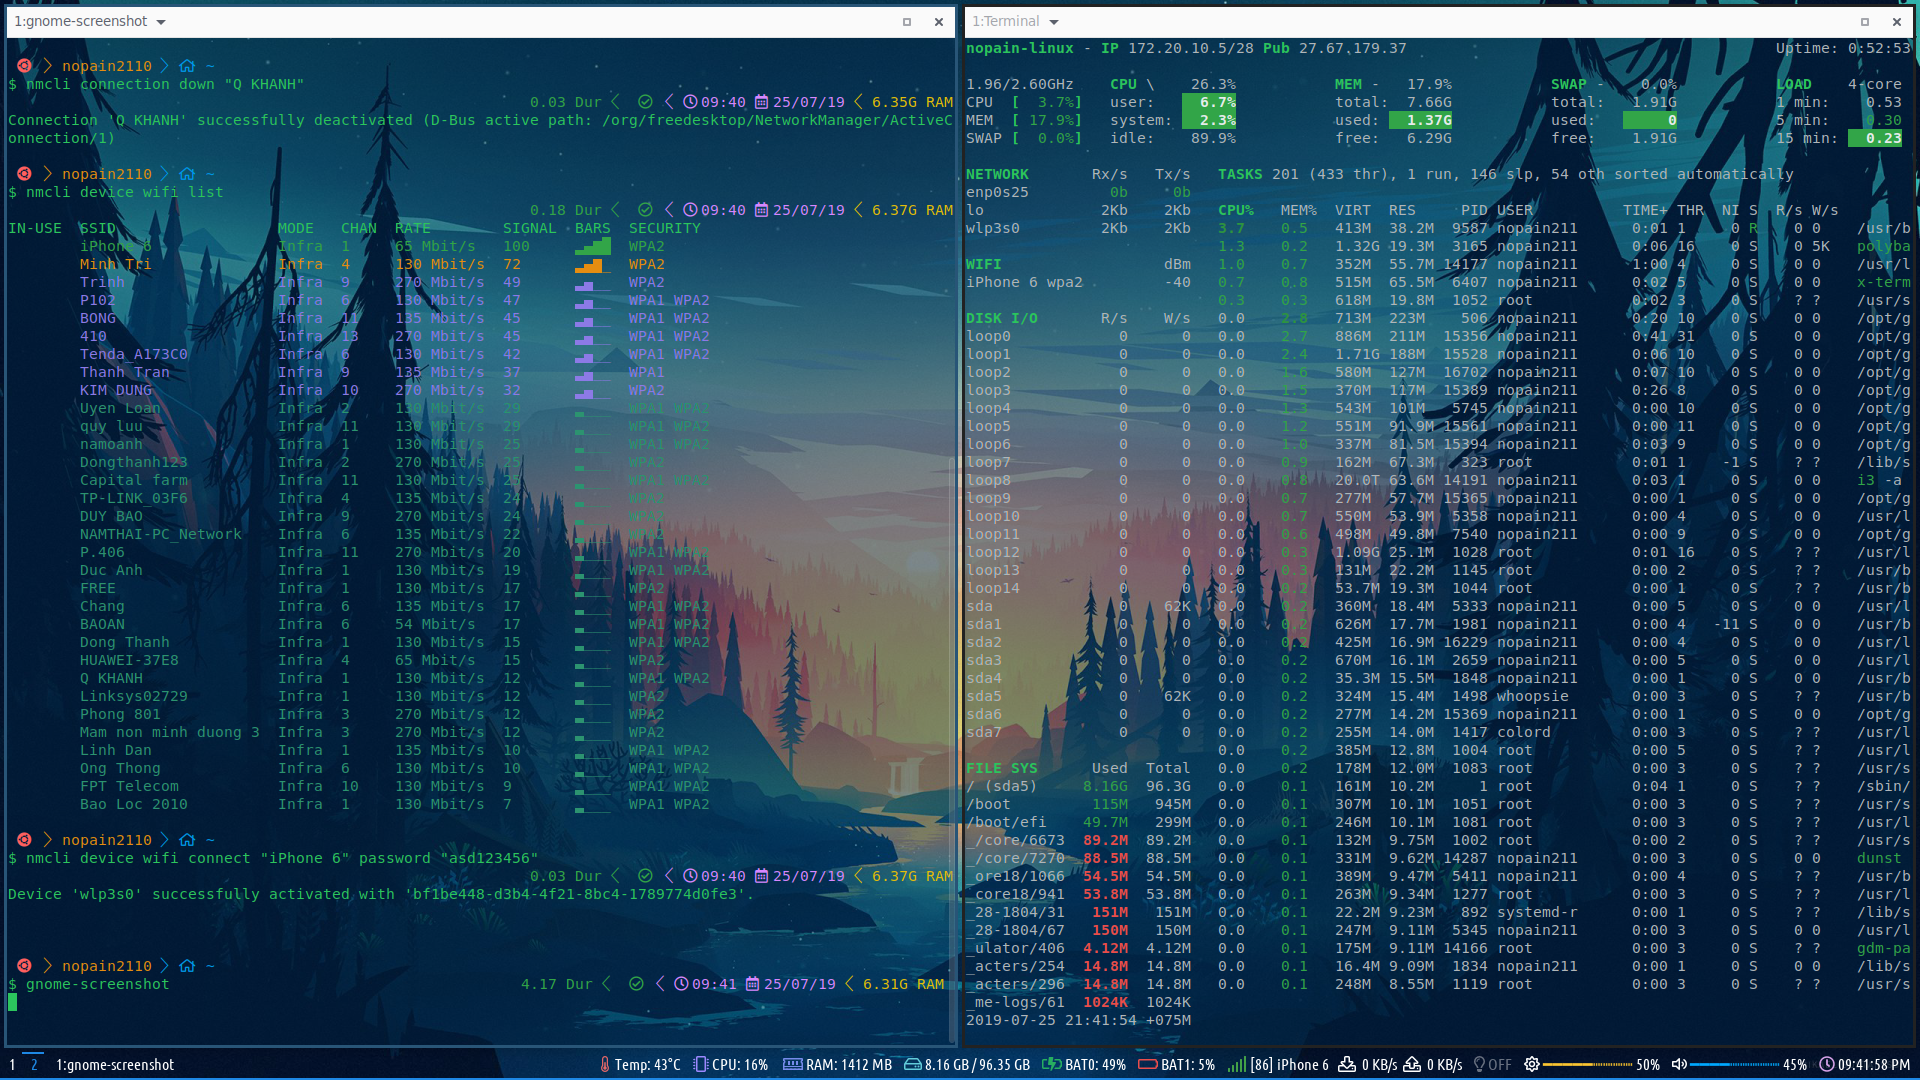 1:gnome-screenshot
nopain2110 ~
$ nmcli connection down "Q KHANH"
0.03 Dur 09:40 25/07/19 6.35G RAM
Connection 'Q KHANH' successfully deactivated (D-Bus active path: /org/freedesktop/NetworkManager/ActiveC
onnection/1)
nopain2110 ~
$ nmcli device wifi list
0.18 Dur 09:40 25/07/19 6.37G RAM
IN-USE SSID MODE CHAN RATE SIGNAL BARS SECURITY
iPhone 6 Infra 1 65 Mbit/s 100 WPA2
Minh Tri Infra 4 130 Mbit/s 72 WPA2
Trinh Infra 9 270 Mbit/s 49 WPA2
P102 Infra 6 130 Mbit/s 47 WPA1 WPA2
BONG Infra 11 135 Mbit/s 45 WPA1 WPA2
410 Infra 13 270 Mbit/s 45 WPA1 WPA2
Tenda_A173C0 Infra 6 130 Mbit/s 42 WPA1 WPA2
Thanh Tran Infra 9 135 Mbit/s 37 WPA1
KIM DUNG Infra 10 270 Mbit/s 32 WPA2
Uyen Loan Infra 2 130 Mbit/s 29 WPA1 WPA2
quy luu Infra 11 130 Mbit/s 29 WPA1 WPA2
namoanh Infra 1 130 Mbit/s 25 WPA1 WPA2
Dongthanh123 Infra 2 270 Mbit/s 25 WPA2
Capital farm Infra 11 130 Mbit/s 25 WPA1 WPA2
TP-LINK_03F6 Infra 4 135 Mbit/s 24 WPA2
DUY BAO Infra 9 270 Mbit/s 24 WPA2
NAMTHAI-PC_Network Infra 6 135 Mbit/s 22 WPA2
P.406 Infra 11 270 Mbit/s 20 WPA1 WPA2
Duc Anh Infra 1 130 Mbit/s 19 WPA1 WPA2
FREE Infra 1 130 Mbit/s 17 WPA2
Chang Infra 6 135 Mbit/s 17 WPA1 WPA2
BAOAN Infra 6 54 Mbit/s 17 WPA1 WPA2
Dong Thanh Infra 1 130 Mbit/s 15 WPA1 WPA2
HUAWEI-37E8 Infra 4 65 Mbit/s 15 WPA2
Q KHANH Infra 1 130 Mbit/s 12 WPA1 WPA2
Linksys02729 Infra 1 130 Mbit/s 12 WPA2
Phong 801 Infra 3 270 Mbit/s 12 WPA2
Mam non minh duong 3 Infra 3 270 Mbit/s 12 WPA2
Linh Dan Infra 1 135 Mbit/s 10 WPA1 WPA2
Ong Thong Infra 6 130 Mbit/s 10 WPA1 WPA2
FPT Telecom Infra 10 130 Mbit/s 9 WPA1 WPA2
Bao Loc 2010 Infra 1 130 Mbit/s 7 WPA1 WPA2
nopain2110 ~
$ nmcli device wifi connect "iPhone 6" password "asd123456"
0.03 Dur 09:40 25/07/19 6.37G RAM
Device 'wlp3s0' successfully activated with 'bf1be448-d3b4-4f21-8bc4-1789774d0fe3'.
nopain2110 ~
$ gnome-screenshot 4.17 Dur 09:41 25/07/19 6.31G RAM
1:Terminal
nopain-linux - IP 172.20.10.5/28 Pub 27.67.179.37 Uptime: 0:52:53
1.96/2.60GHz CPU \ 26.3% MEM - 17.9% SWAP - 0.0% LOAD 4-core
CPU [ 3.7%] user: 6.7% total: 7.66G total: 1.91G 1 min: 0.53
MEM [ 17.9%] system: 2.3% used: 1.37G used: 0 5 min: 0.30
SWAP [ 0.0%] idle: 89.9% free: 6.29G free: 1.91G 15 min: 0.23
NETWORK Rx/s Tx/s TASKS 201 (433 thr), 1 run, 146 slp, 54 oth sorted automatically
enp0s25 0b 0b
lo 2Kb 2Kb CPU% MEM% VIRT RES PID USER TIME+ THR NI S R/s W/s
wlp3s0 2Kb 2Kb 3.7 0.5 413M 38.2M 9587 nopain211 0:01 1 0 R 0 0 /usr/b
1.3 0.2 1.32G 19.3M 3165 nopain211 0:06 16 0 S 0 5K polyba
WIFI dBm 1.0 0.7 352M 55.7M 14177 nopain211 1:00 4 0 S 0 0 /usr/l
iPhone 6 wpa2 -40 0.7 0.8 515M 65.5M 6407 nopain211 0:02 5 0 S 0 0 x-term
0.3 0.3 618M 19.8M 1052 root 0:02 3 0 S ? ? /usr/s
DISK I/O R/s W/s 0.0 2.8 713M 223M 506 nopain211 0:20 10 0 S 0 0 /opt/g
loop0 0 0 0.0 2.7 886M 211M 15356 nopain211 0:41 31 0 S 0 0 /opt/g
loop1 0 0 0.0 2.4 1.71G 188M 15528 nopain211 0:06 10 0 S 0 0 /opt/g
loop2 0 0 0.0 1.6 580M 127M 16702 nopain211 0:07 10 0 S 0 0 /opt/g
loop3 0 0 0.0 1.5 370M 117M 15389 nopain211 0:26 8 0 S 0 0 /opt/g
loop4 0 0 0.0 1.3 543M 101M 5745 nopain211 0:00 10 0 S 0 0 /opt/g
loop5 0 0 0.0 1.2 551M 91.9M 15561 nopain211 0:00 11 0 S 0 0 /opt/g
loop6 0 0 0.0 1.0 337M 81.5M 15394 nopain211 0:03 9 0 S 0 0 /opt/g
loop7 0 0 0.0 0.9 162M 67.3M 323 root 0:01 1 -1 S ? ? /lib/s
loop8 0 0 0.0 0.8 20.0T 63.6M 14191 nopain211 0:03 1 0 S 0 0 i3 -a
loop9 0 0 0.0 0.7 277M 57.7M 15365 nopain211 0:00 1 0 S 0 0 /opt/g
loop10 0 0 0.0 0.7 550M 53.9M 5358 nopain211 0:00 4 0 S 0 0 /usr/l
loop11 0 0 0.0 0.6 498M 49.8M 7540 nopain211 0:00 9 0 S 0 0 /opt/g
loop12 0 0 0.0 0.3 1.09G 25.1M 1028 root 0:01 16 0 S ? ? /usr/l
loop13 0 0 0.0 0.3 131M 22.2M 1145 root 0:00 2 0 S ? ? /usr/b
loop14 0 0 0.0 0.2 53.7M 19.3M 1044 root 0:00 1 0 S ? ? /usr/b
sda 0 62K 0.0 0.2 360M 18.4M 5333 nopain211 0:00 5 0 S 0 0 /usr/l
sda1 0 0 0.0 0.2 626M 17.7M 1981 nopain211 0:00 4 -11 S 0 0 /usr/b
sda2 0 0 0.0 0.2 425M 16.9M 16229 nopain211 0:00 4 0 S 0 0 /usr/l
sda3 0 0 0.0 0.2 670M 16.1M 2659 nopain211 0:00 5 0 S 0 0 /usr/l
sda4 0 0 0.0 0.2 35.3M 15.5M 1848 nopain211 0:00 1 0 S 0 0 /usr/b
sda5 0 62K 0.0 0.2 324M 15.4M 1498 whoopsie 0:00 3 0 S ? ? /usr/b
sda6 0 0 0.0 0.2 277M 14.2M 15369 nopain211 0:00 1 0 S 0 0 /opt/g
sda7 0 0 0.0 0.2 255M 14.0M 1417 colord 0:00 3 0 S ? ? /usr/l
0.0 0.2 385M 12.8M 1004 root 0:00 5 0 S ? ? /usr/l
FILE SYS Used Total 0.0 0.2 178M 12.0M 1083 root 0:00 3 0 S ? ? /usr/s
/ (sda5) 8.16G 96.3G 0.0 0.1 161M 10.2M 1 root 0:04 1 0 S ? ? /sbin/
/boot 115M 945M 0.0 0.1 307M 10.1M 1051 root 0:00 3 0 S ? ? /usr/s
/boot/efi 49.7M 299M 0.0 0.1 246M 10.1M 1081 root 0:00 3 0 S ? ? /usr/l
_/core/6673 89.2M 89.2M 0.0 0.1 132M 9.75M 1002 root 0:00 2 0 S ? ? /usr/s
_/core/7270 88.5M 88.5M 0.0 0.1 331M 9.62M 14287 nopain211 0:00 3 0 S 0 0 dunst
_ore18/1066 54.5M 54.5M 0.0 0.1 389M 9.47M 5411 nopain211 0:00 4 0 S 0 0 /usr/b
_core18/941 53.8M 53.8M 0.0 0.1 263M 9.34M 1277 root 0:00 3 0 S ? ? /usr/l
_28-1804/31 151M 151M 0.0 0.1 22.2M 9.23M 892 systemd-r 0:00 1 0 S ? ? /lib/s
_28-1804/67 150M 150M 0.0 0.1 247M 9.11M 5345 nopain211 0:00 3 0 S 0 0 /usr/l
_ulator/406 4.12M 4.12M 0.0 0.1 175M 9.11M 14166 root 0:00 3 0 S ? ? gdm-pa
_acters/254 14.8M 14.8M 0.0 0.1 16.4M 9.09M 1834 nopain211 0:00 1 0 S 0 0 /lib/s
_acters/296 14.8M 14.8M 0.0 0.1 248M 8.55M 1119 root 0:00 3 0 S ? ? /usr/s
_me-logs/61 1024K 1024K
2019-07-25 21:41:54 +075M
1 2 1:gnome-screenshot Temp: 43°C CPU: 16% RAM: 1412 MB 8.16 GB / 96.35 GB BAT0: 49% BAT1: 5% [86] iPhone 6 0 KB/s 0 KB/s OFF 50% 45% 09:41:58 PM